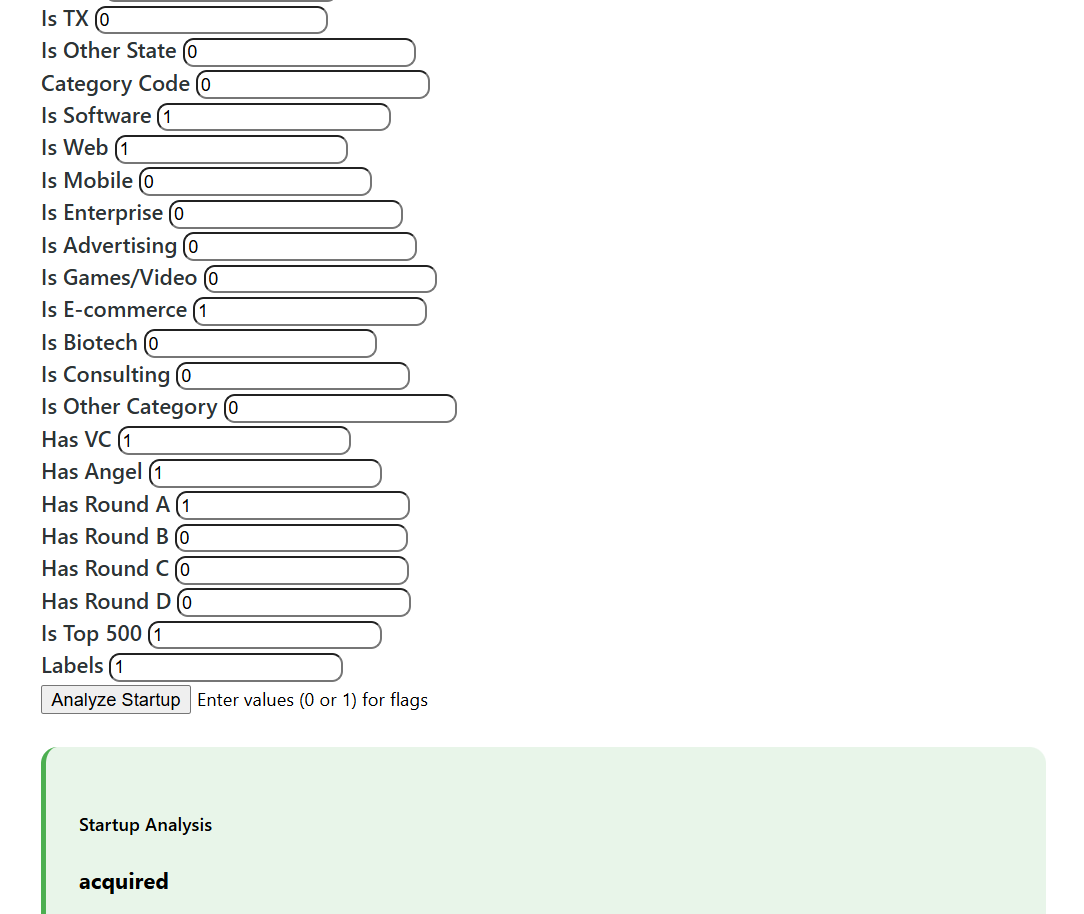 Is TX 0
Is Other State 0
Category Code 0
Is Software 1
Is Web 1
Is Mobile 0
Is Enterprise 0
Is Advertising 0
Is Games/Video 0
Is E-commerce 1
Is Biotech 0
Is Consulting 0
Is Other Category 0
Has VC 1
Has Angel 1
Has Round A 1
Has Round B 0
Has Round C 0
Has Round D 0
Is Top 500 1
Labels 1
Analyze Startup Enter values (0 or 1) for flags
Startup Analysis
acquired